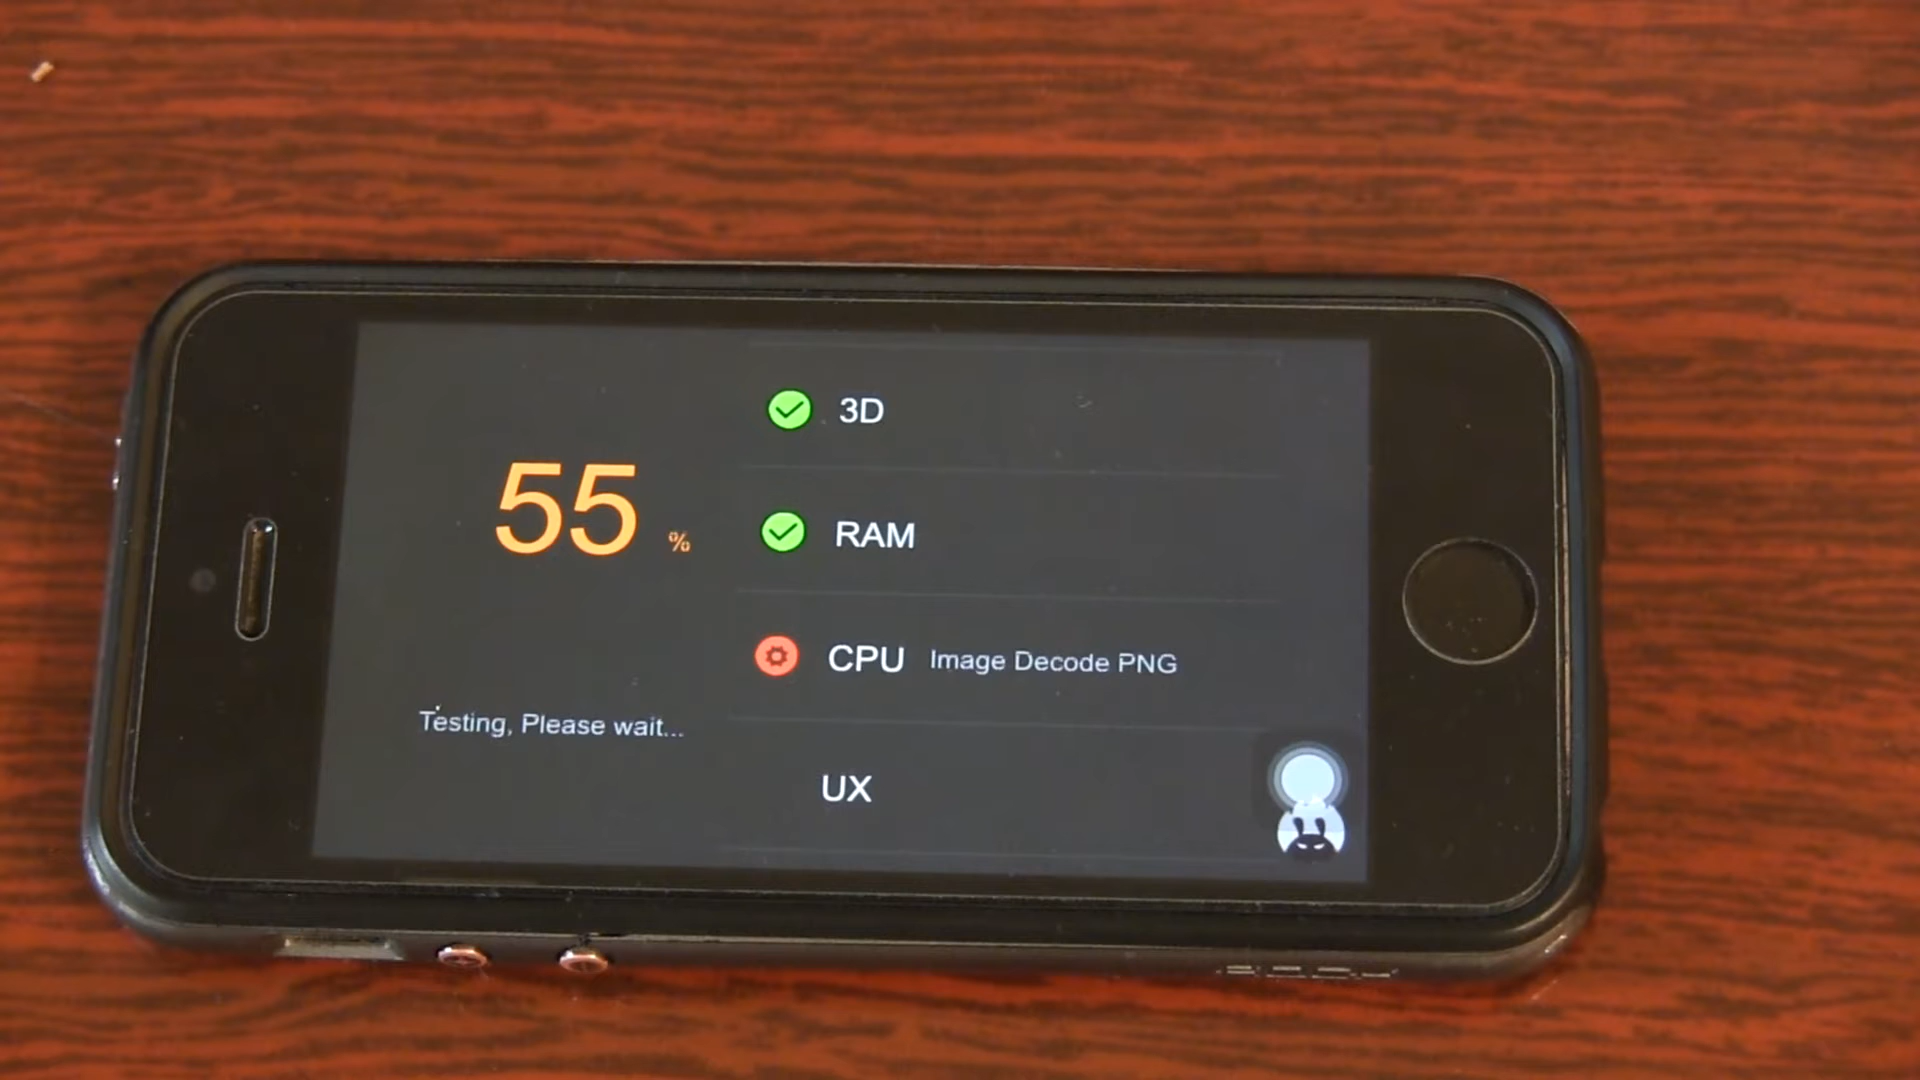 55 %
Testing, Please wait...
3D
RAM
CPU Image Decode PNG
UX